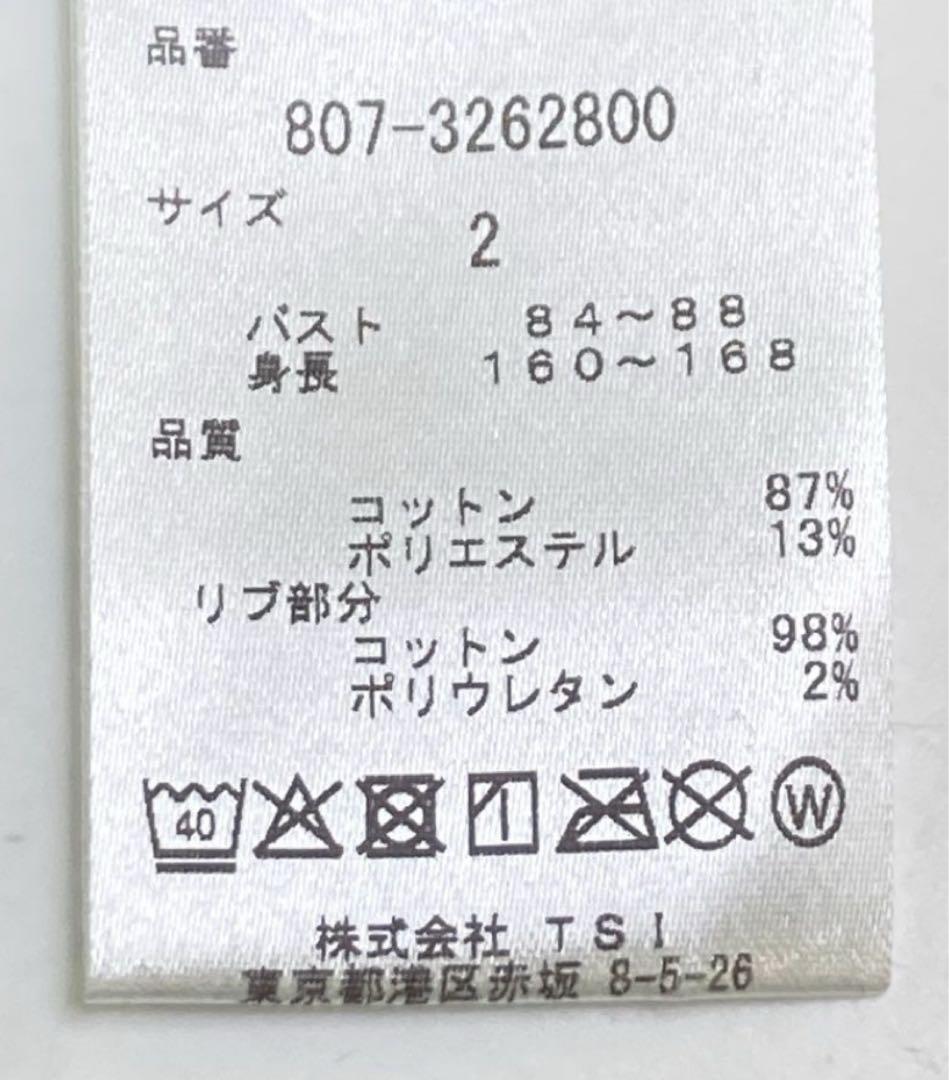 品番
807-3262800
サイズ
2
バスト 84～88
身長 160～168
品質
コットン 87%
ポリエステル 13%
リブ部分
コットン 98%
ポリウレタン 2%
40 W
株式会社 TSI
東京都港区赤坂 8-5-26